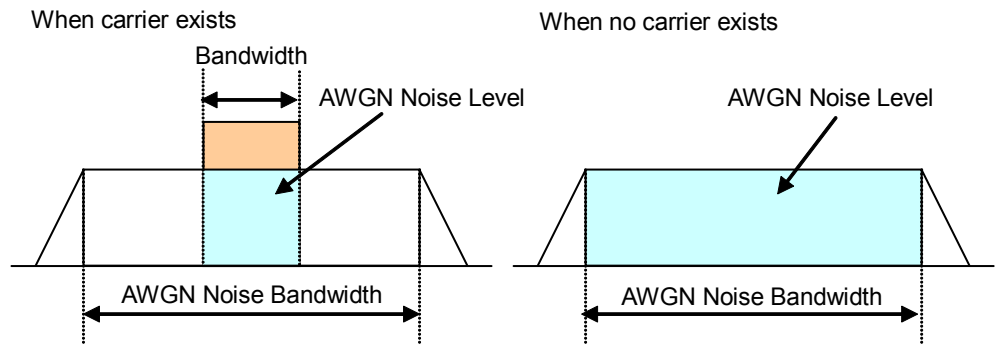 When carrier exists
Bandwidth
AWGN Noise Level
AWGN Noise Bandwidth
When no carrier exists
AWGN Noise Level
AWGN Noise Bandwidth